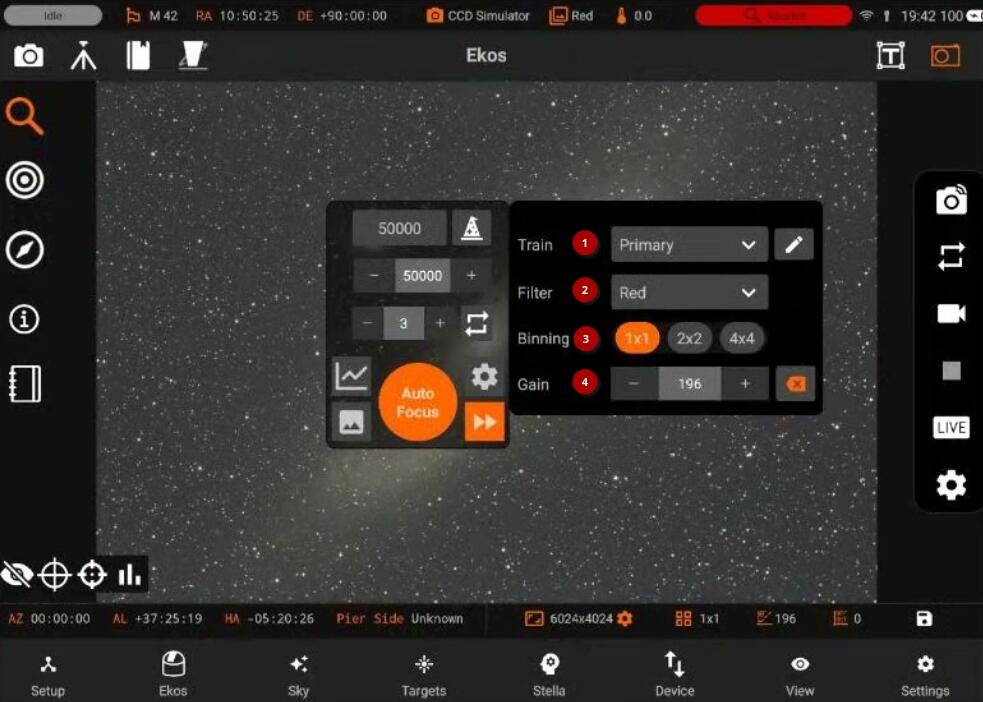 Idle M 42 RA 10:50:25 DE +90:00:00 CCD Simulator Red 0.0 19:42 100
Ekos
50000
Train 1 Primary
− 50000 +
Filter 2 Red
− 3 +
Binning 3 1x1 2x2 4x4
Gain 4 − 196 +
Auto
Focus
LIVE
AZ 00:00:00 AL +37:25:19 HA -05:20:26 Pier Side Unknown 6024x4024 1x1 196 0
Setup Ekos Sky Targets Stella Device View Settings